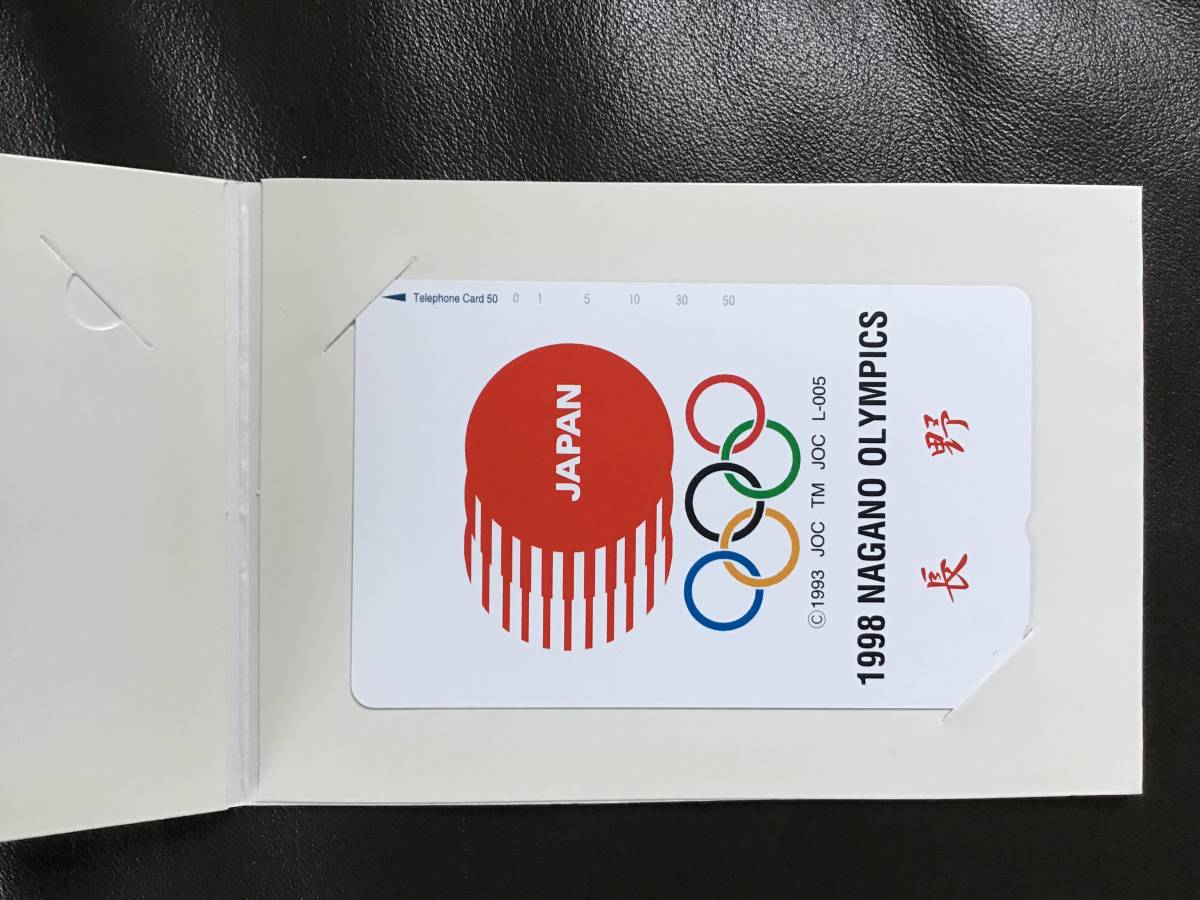 Telephone Card 50 0 1 5 10 30 50
JAPAN
©1993 JOC TM JOC L-005
1998 NAGANO OLYMPICS
長野